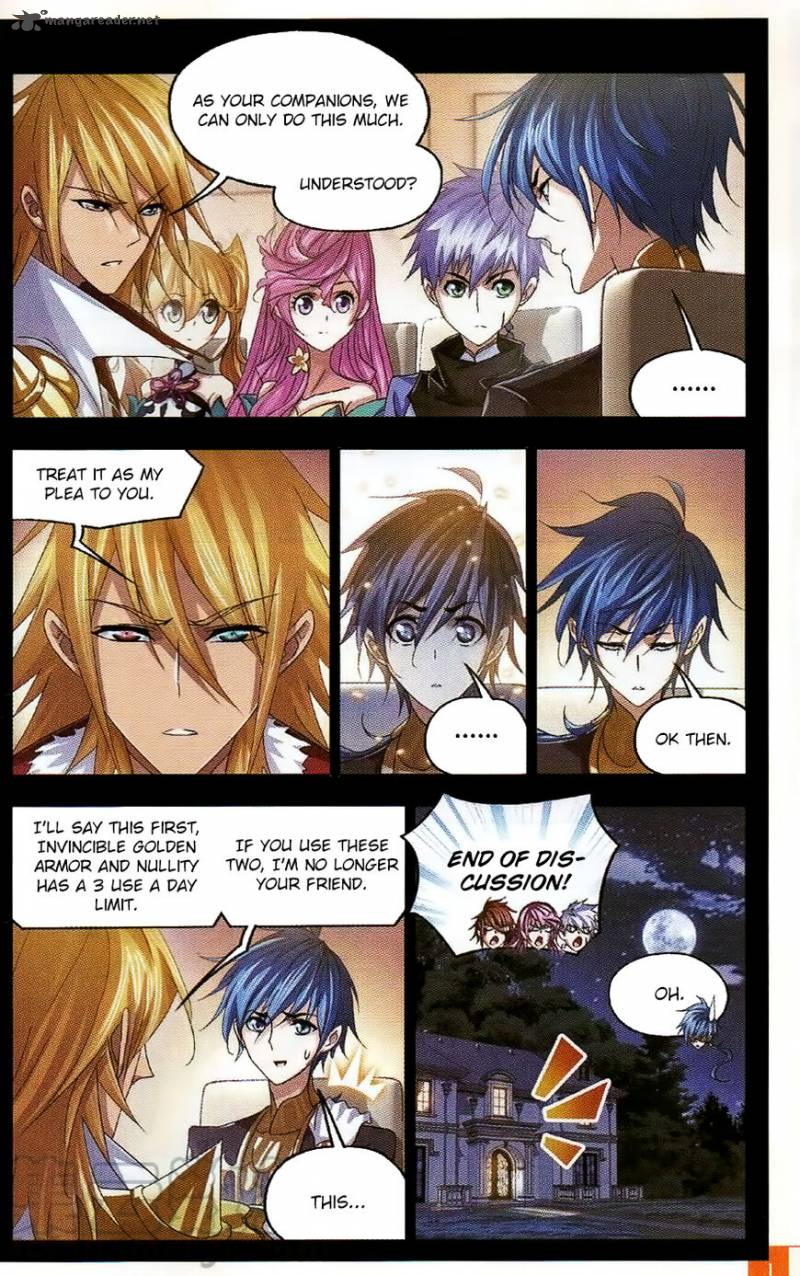 mangareader.net
AS YOUR COMPANIONS, WE
CAN ONLY DO THIS MUCH.
UNDERSTOOD?
......
TREAT IT AS MY
PLEA TO YOU.
......
OK THEN.
I'LL SAY THIS FIRST,
INVINCIBLE GOLDEN
ARMOR AND NULLITY
HAS A 3 USE A DAY
LIMIT.
IF YOU USE THESE
TWO, I'M NO LONGER
YOUR FRIEND.
THIS...
END OF DIS-
CUSSION!
OH.